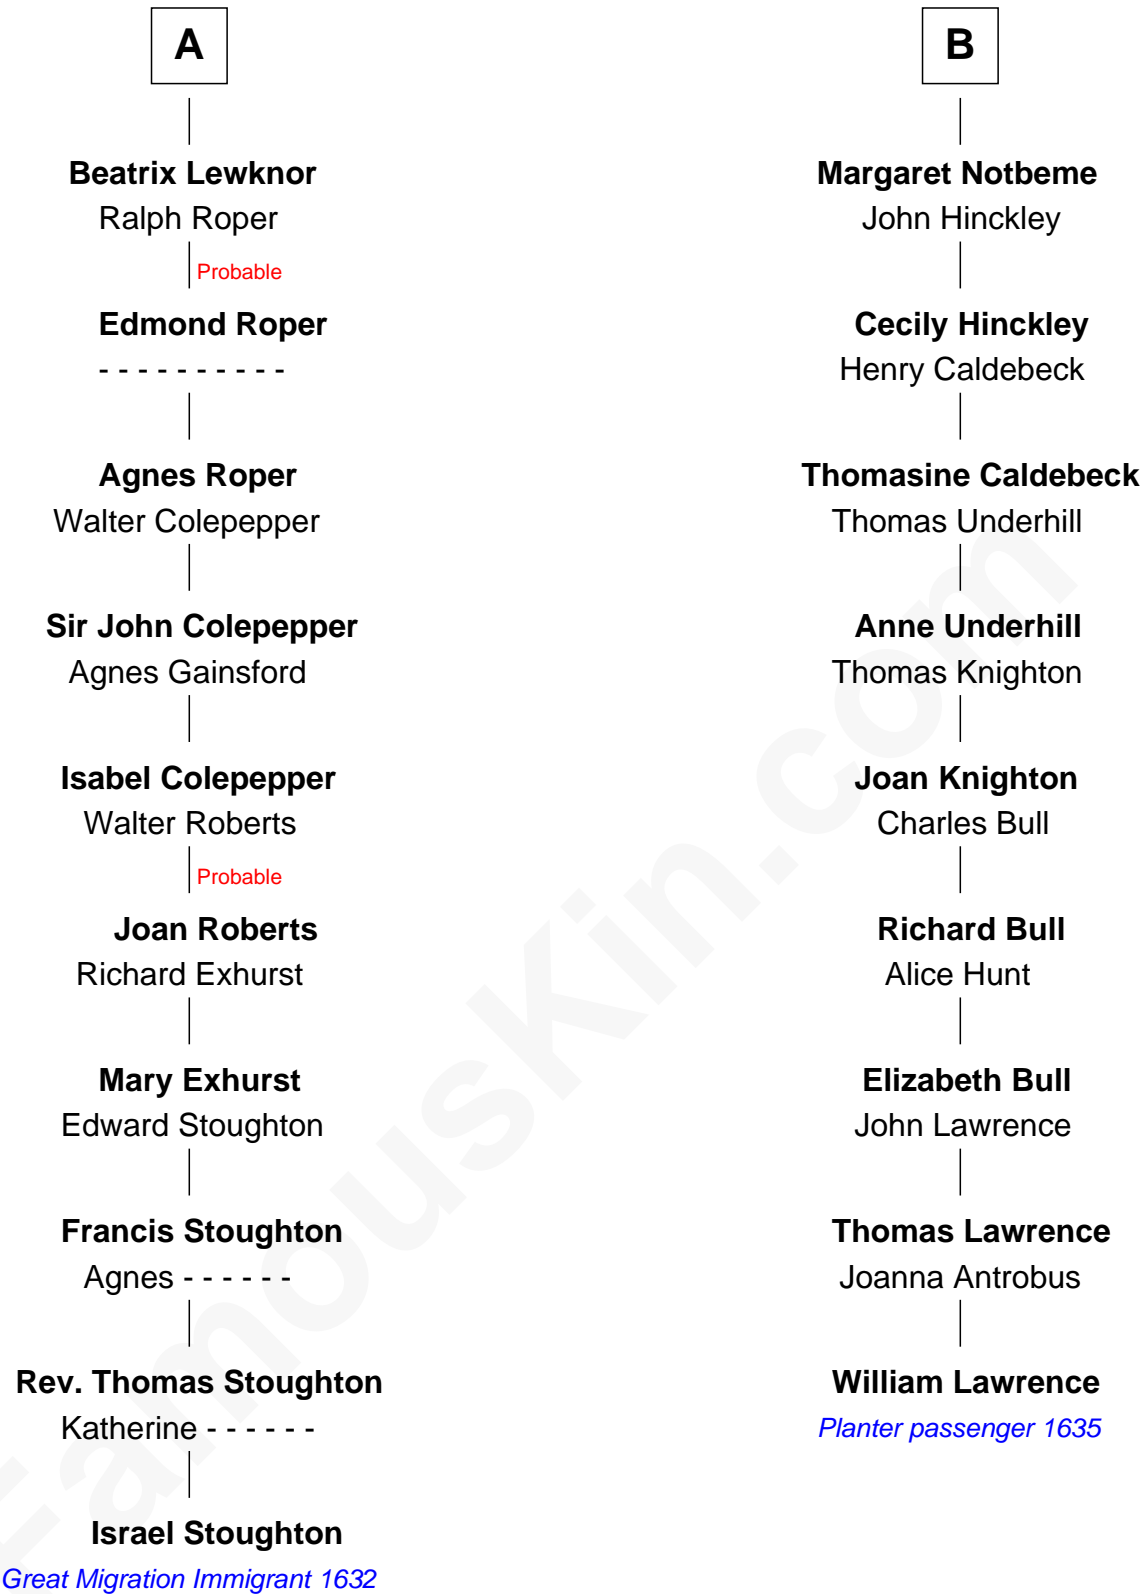 A
Beatrix Lewknor
Ralph Roper
Probable
Edmond Roper
- - - - - - - - - -
Agnes Roper
Walter Colepepper
Sir John Colepepper
Agnes Gainsford
Isabel Colepepper
Walter Roberts
Probable
Joan Roberts
Richard Exhurst
Mary Exhurst
Edward Stoughton
Francis Stoughton
Agnes - - - - - -
Rev. Thomas Stoughton
Katherine - - - - - -
Israel Stoughton
Great Migration Immigrant 1632
B
Margaret Notbeme
John Hinckley
Cecily Hinckley
Henry Caldebeck
Thomasine Caldebeck
Thomas Underhill
Anne Underhill
Thomas Knighton
Joan Knighton
Charles Bull
Richard Bull
Alice Hunt
Elizabeth Bull
John Lawrence
Thomas Lawrence
Joanna Antrobus
William Lawrence
Planter passenger 1635
FamousKin.com